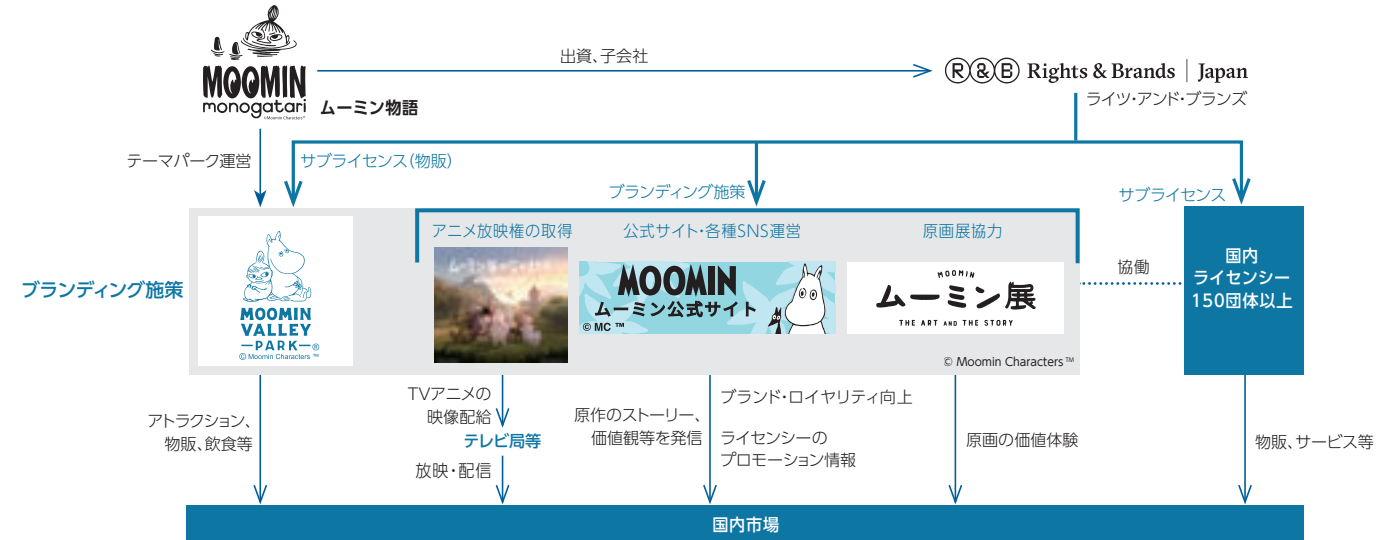 MOOMIN
monogatari
©Moomin Characters™
ムーミン物語
出資、子会社
R&B Rights & Brands | Japan
ライツ・アンド・ブランズ
テーマパーク運営
サブライセンス(物販)
ブランディング施策
サブライセンス
ブランディング施策
MOOMIN
VALLEY
PARK®
© Moomin Characters ™
アニメ放映権の取得
公式サイト・各種SNS運営
MOOMIN
ムーミン公式サイト
© MC ™
原画展協力
MOOMIN
ムーミン展
THE ART AND THE STORY
© Moomin Characters™
協働
国内
ライセンシー
150団体以上
アトラクション、
物販、飲食等
TVアニメの
映像配給
テレビ局等
放映・配信
原作のストーリー、
価値観等を発信
ブランド・ロイヤリティ向上
ライセンシーの
プロモーション情報
原画の価値体験
物販、サービス等
国内市場